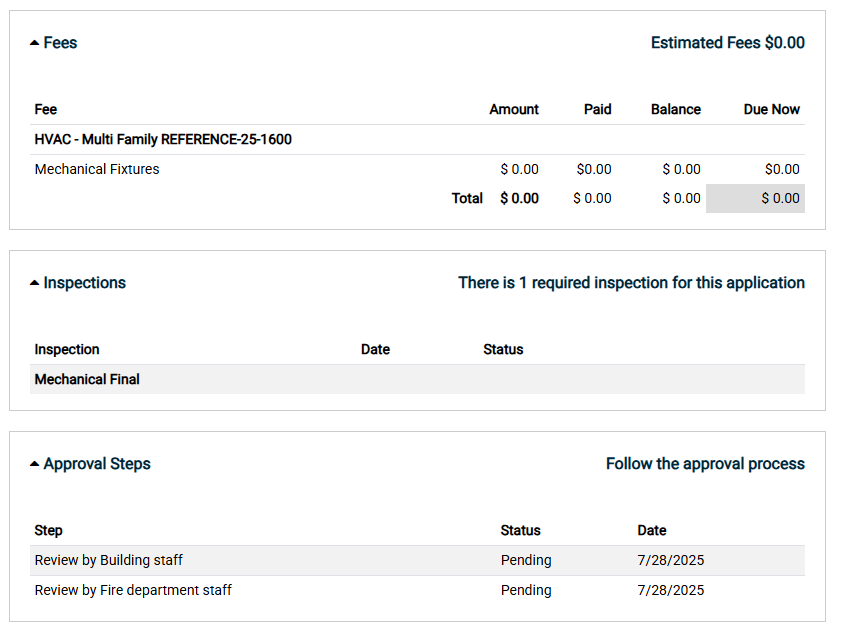 Fees Estimated Fees $0.00
Fee Amount Paid Balance Due Now
HVAC - Multi Family REFERENCE-25-1600
Mechanical Fixtures $ 0.00 $0.00 $ 0.00 $0.00
Total $ 0.00 $ 0.00 $ 0.00 $ 0.00
Inspections There is 1 required inspection for this application
Inspection Date Status
Mechanical Final
Approval Steps Follow the approval process
Step Status Date
Review by Building staff Pending 7/28/2025
Review by Fire department staff Pending 7/28/2025